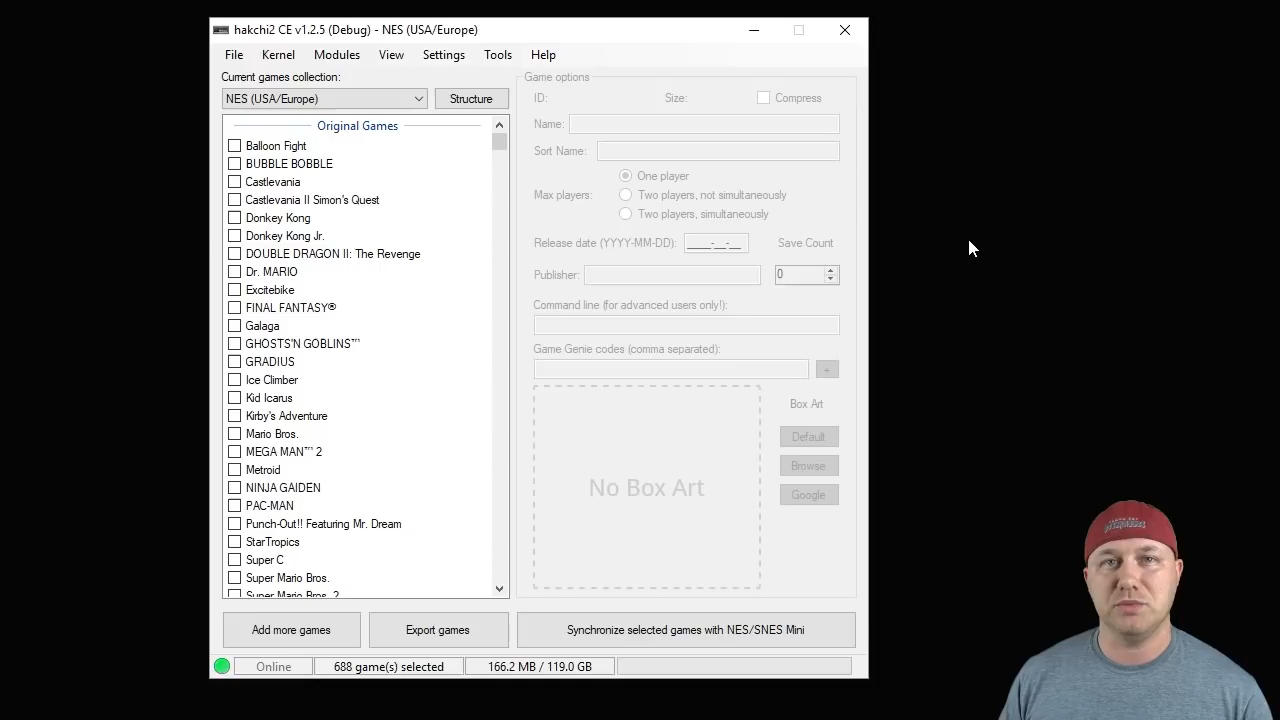 hakchi2 CE v1.2.5 (Debug) - NES (USA/Europe)
File Kernel Modules View Settings Tools Help
Current games collection:
NES (USA/Europe)
Structure
Original Games
Balloon Fight
BUBBLE BOBBLE
Castlevania
Castlevania II Simon's Quest
Donkey Kong
Donkey Kong Jr.
DOUBLE DRAGON II: The Revenge
Dr. MARIO
Excitebike
FINAL FANTASY®
Galaga
GHOSTS'N GOBLINS™
GRADIUS
Ice Climber
Kid Icarus
Kirby's Adventure
Mario Bros.
MEGA MAN™ 2
Metroid
NINJA GAIDEN
PAC-MAN
Punch-Out!! Featuring Mr. Dream
StarTropics
Super C
Super Mario Bros.
Super Mario Bros. 2
Add more games
Export games
Game options
ID:
Size:
Compress
Name:
Sort Name:
Max players:
One player
Two players, not simultaneously
Two players, simultaneously
Release date (YYYY-MM-DD):
____-__-__
Save Count
Publisher:
0
Command line (for advanced users only!):
Game Genie codes (comma separated):
+
No Box Art
Box Art
Default
Browse
Google
Synchronize selected games with NES/SNES Mini
Online
688 game(s) selected
166.2 MB / 119.0 GB